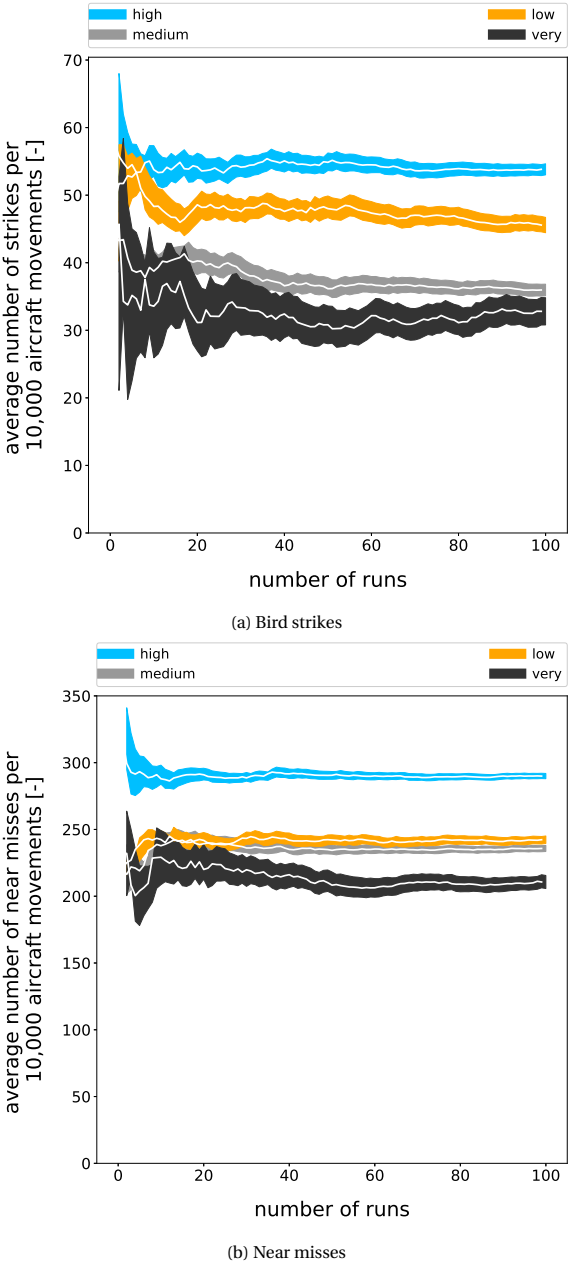 high low
medium very
70
60
50
40
30
20
10
0
average number of strikes per
10,000 aircraft movements [-]
0 20 40 60 80 100
number of runs
(a) Bird strikes
high low
medium very
350
300
250
200
150
100
50
0
average number of near misses per
10,000 aircraft movements [-]
0 20 40 60 80 100
number of runs
(b) Near misses